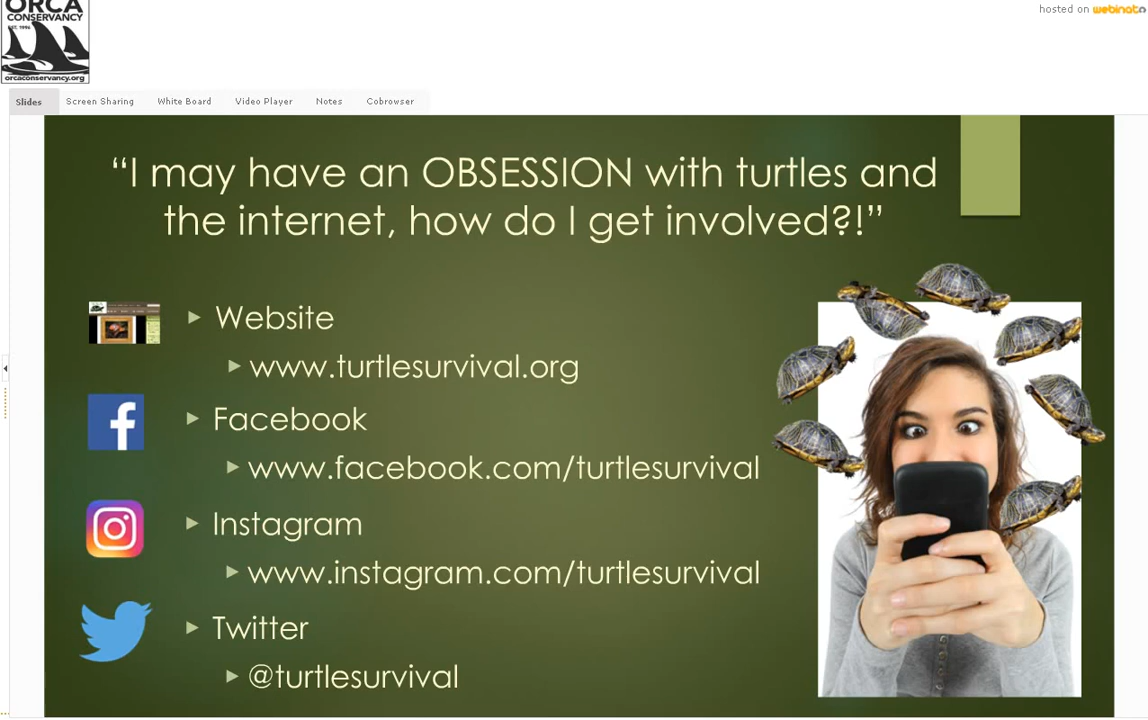 ORCA
CONSERVANCY
EST. 1996
orcaconservancy.org
hosted on webinato
Slides
Screen Sharing
White Board
Video Player
Notes
Cobrowser
“I may have an OBSESSION with turtles and
the internet, how do I get involved?!”
Website
www.turtlesurvival.org
Facebook
www.facebook.com/turtlesurvival
Instagram
www.instagram.com/turtlesurvival
Twitter
@turtlesurvival